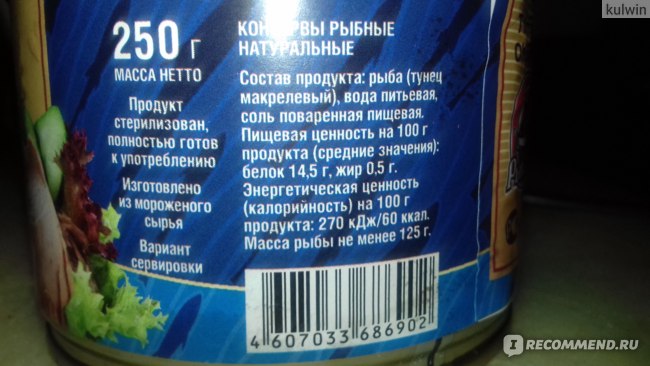 kulwin
250 г
МАССА НЕТТО
Продукт
стерилизован,
полностью готов
к употреблению
Изготовлено
из мороженого
сырья
Вариант
сервировки
КОНСЕРВЫ РЫБНЫЕ
НАТУРАЛЬНЫЕ
Состав продукта: рыба (тунец
макрелевый), вода питьевая,
соль поваренная пищевая.
Пищевая ценность на 100 г
продукта (средние значения):
белок 14,5 г, жир 0,5 г.
Энергетическая ценность
(калорийность) на 100 г
продукта: 270 кДж/60 ккал.
Масса рыбы не менее 125 г.
4 607033 686902
I RECOMMEND.RU